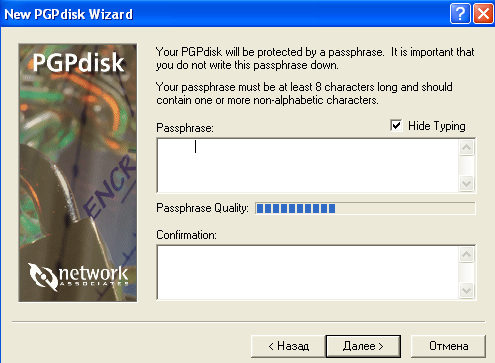 New PGPdisk Wizard
PGPdisk
Your PGPdisk will be protected by a passphrase. It is important that
you do not write this passphrase down.
Your passphrase must be at least 8 characters long and should
contain one or more non-alphabetic characters.
Passphrase:
Hide Typing
ENCR
Passphrase Quality:
Confirmation:
network
ASSOCIATES
< Назад
Далее >
Отмена